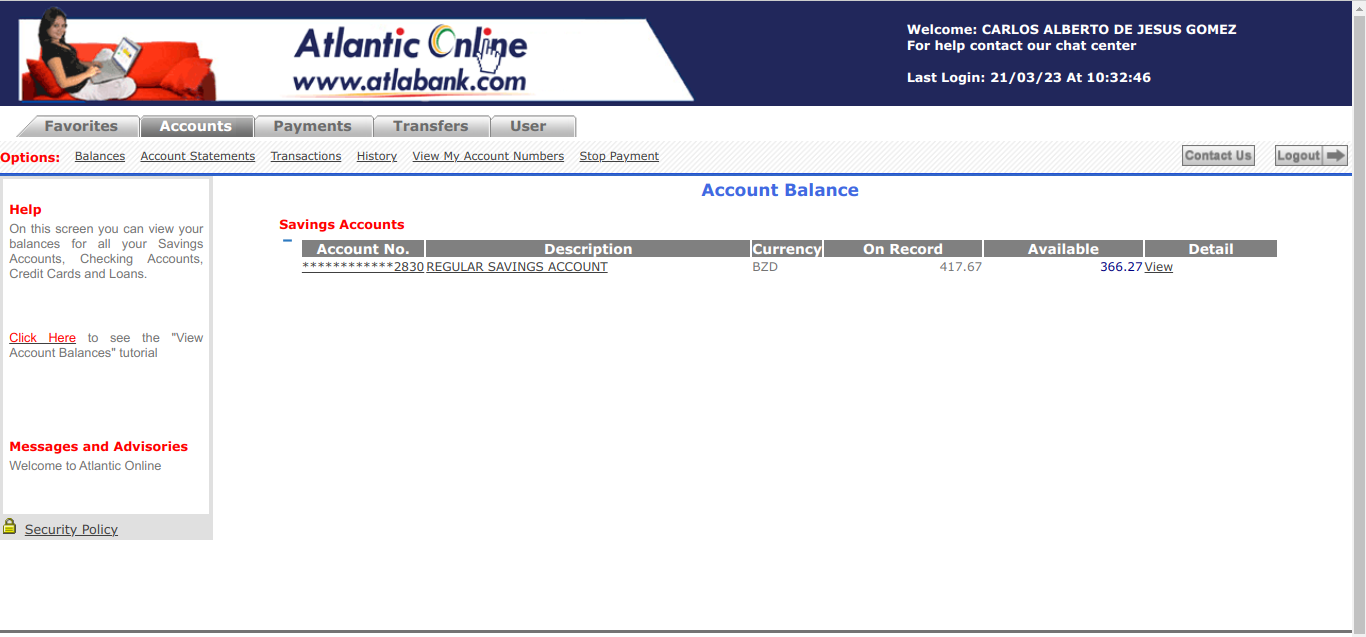 Atlantic Online
www.atlabank.com
Welcome: CARLOS ALBERTO DE JESUS GOMEZ
For help contact our chat center
Last Login: 21/03/23 At 10:32:46
Favorites Accounts Payments Transfers User
Options: Balances Account Statements Transactions History View My Account Numbers Stop Payment Contact Us Logout
Help
On this screen you can view your
balances for all your Savings
Accounts, Checking Accounts,
Credit Cards and Loans.
Click Here to see the "View
Account Balances" tutorial
Messages and Advisories
Welcome to Atlantic Online
Security Policy
Account Balance
Savings Accounts
Account No. Description Currency On Record Available Detail
************2830 REGULAR SAVINGS ACCOUNT BZD 417.67 366.27 View